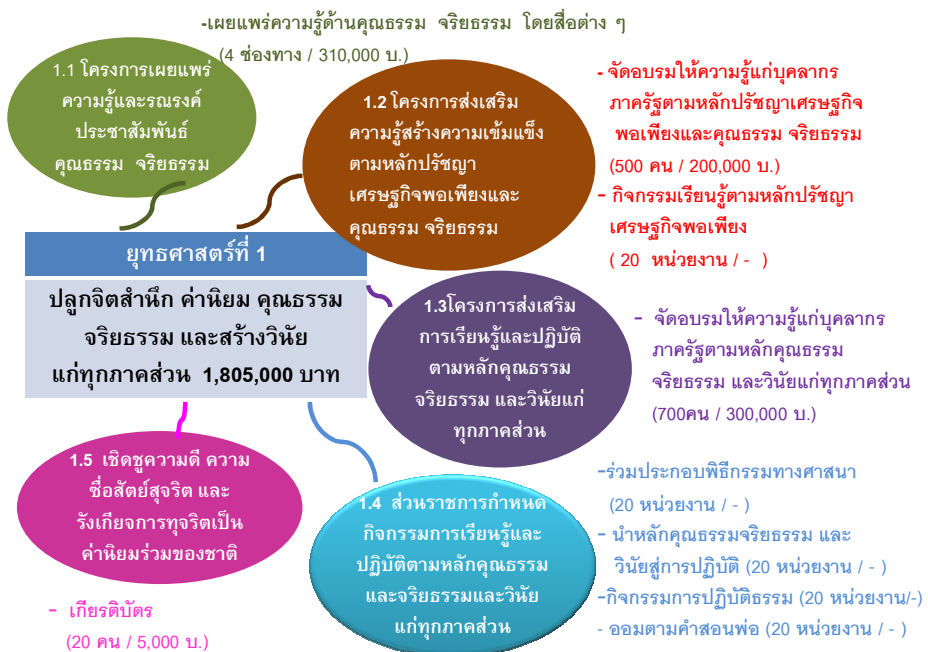 -เผยแพร่ความรู้ด้านคุณธรรม จริยธรรม โดยสื่อต่าง ๆ
(4 ช่องทาง / 310,000 บ.)
1.1 โครงการเผยแพร่
ความรู้และรณรงค์
ประชาสัมพันธ์
คุณธรรม จริยธรรม
1.2 โครงการส่งเสริม
ความรู้สร้างความเข้มแข็ง
ตามหลักปรัชญา
เศรษฐกิจพอเพียงและ
คุณธรรม จริยธรรม
- จัดอบรมให้ความรู้แก่บุคลากร
ภาครัฐตามหลักปรัชญาเศรษฐกิจ
พอเพียงและคุณธรรม จริยธรรม
(500 คน / 200,000 บ.)
- กิจกรรมเรียนรู้ตามหลักปรัชญา
เศรษฐกิจพอเพียง
( 20 หน่วยงาน / - )
ยุทธศาสตร์ที่ 1
ปลูกจิตสำนึก ค่านิยม คุณธรรม
จริยธรรม และสร้างวินัย
แก่ทุกภาคส่วน 1,805,000 บาท
1.3โครงการส่งเสริม
การเรียนรู้และปฏิบัติ
ตามหลักคุณธรรม
จริยธรรม และวินัยแก่
ทุกภาคส่วน
- จัดอบรมให้ความรู้แก่บุคลากร
ภาครัฐตามหลักคุณธรรม
จริยธรรม และวินัยแก่ทุกภาคส่วน
(700คน / 300,000 บ.)
1.5 เชิดชูความดี ความ
ซื่อสัตย์สุจริต และ
รังเกียจการทุจริตเป็น
ค่านิยมร่วมของชาติ
- เกียรติบัตร
(20 คน / 5,000 บ.)
1.4 ส่วนราชการกำหนด
กิจกรรมการเรียนรู้และ
ปฏิบัติตามหลักคุณธรรม
และจริยธรรมและวินัย
แก่ทุกภาคส่วน
-ร่วมประกอบพิธีกรรมทางศาสนา
(20 หน่วยงาน / - )
- นำหลักคุณธรรมจริยธรรม และ
วินัยสู่การปฏิบัติ (20 หน่วยงาน / - )
-กิจกรรมการปฏิบัติธรรม (20 หน่วยงาน/-)
- ออมตามคำสอนพ่อ (20 หน่วยงาน / - )